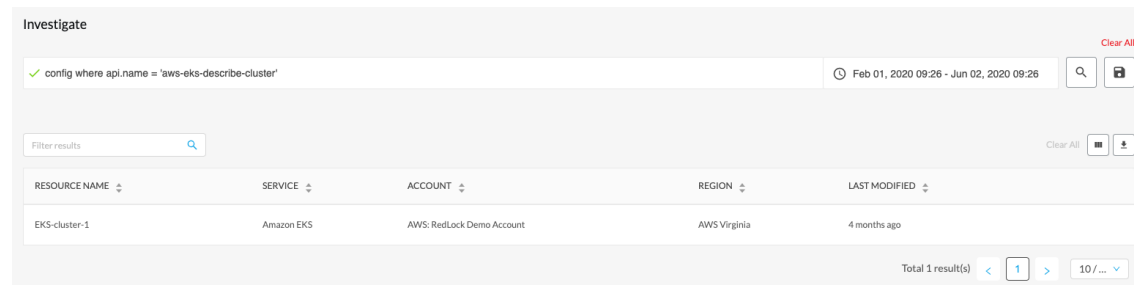 Investigate
Clear All
config where api.name = 'aws-eks-describe-cluster' Feb 01, 2020 09:26 - Jun 02, 2020 09:26
Filter results Clear All
RESOURCE NAME SERVICE ACCOUNT REGION LAST MODIFIED
EKS-cluster-1 Amazon EKS AWS: RedLock Demo Account AWS Virginia 4 months ago
Total 1 result(s) < 1 > 10 / ...